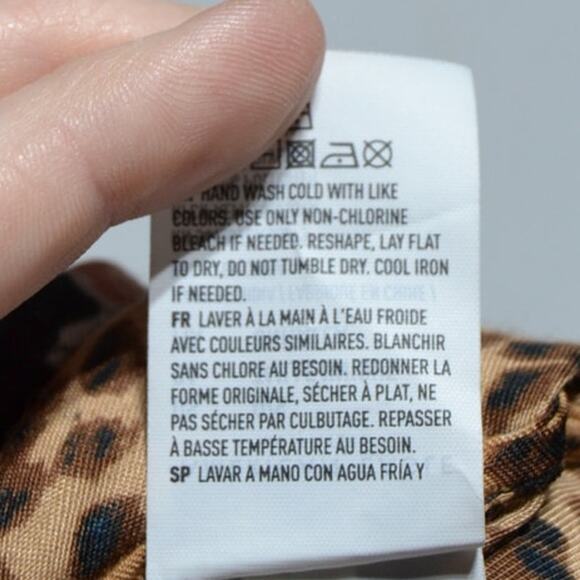 HAND WASH COLD WITH LIKE
COLORS. USE ONLY NON-CHLORINE
BLEACH IF NEEDED. RESHAPE, LAY FLAT
TO DRY, DO NOT TUMBLE DRY. COOL IRON
IF NEEDED.
FR LAVER À LA MAIN À L'EAU FROIDE
AVEC COULEURS SIMILAIRES. BLANCHIR
SANS CHLORE AU BESOIN. REDONNER LA
FORME ORIGINALE, SÉCHER À PLAT, NE
PAS SÉCHER PAR CULBUTAGE. REPASSER
À BASSE TEMPÉRATURE AU BESOIN.
SP LAVAR A MANO CON AGUA FRÍA Y